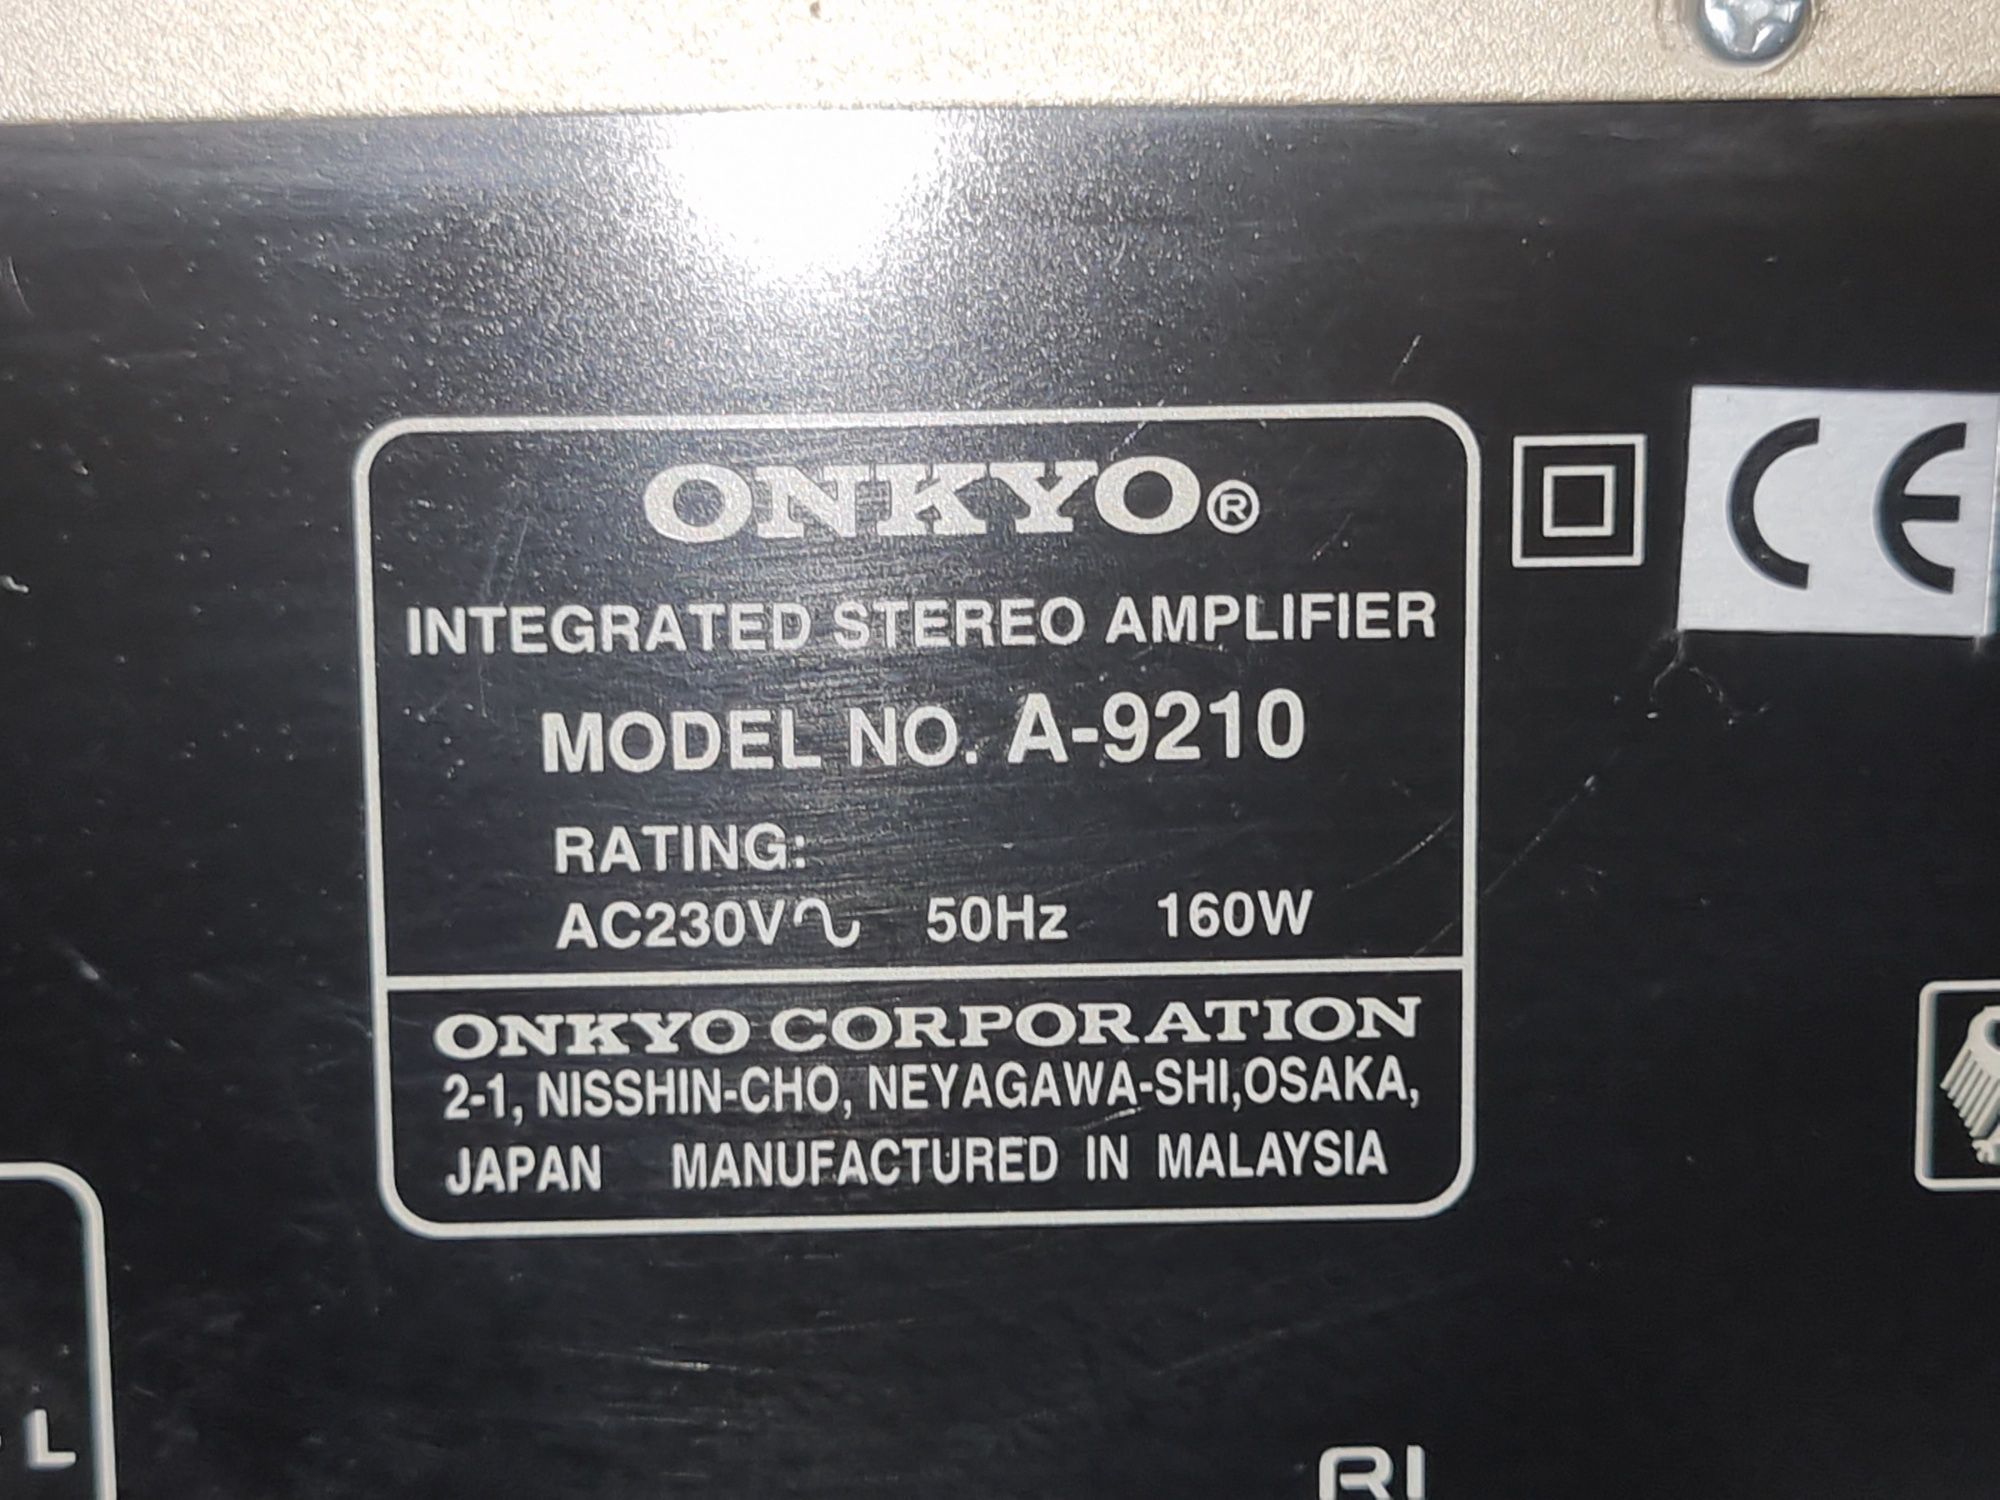 ONKYO®
INTEGRATED STEREO AMPLIFIER
MODEL NO. A-9210
RATING:
AC230V∿ 50Hz 160W
ONKYO CORPORATION
2-1, NISSHIN-CHO, NEYAGAWA-SHI,OSAKA,
JAPAN MANUFACTURED IN MALAYSIA
CE
L
RI